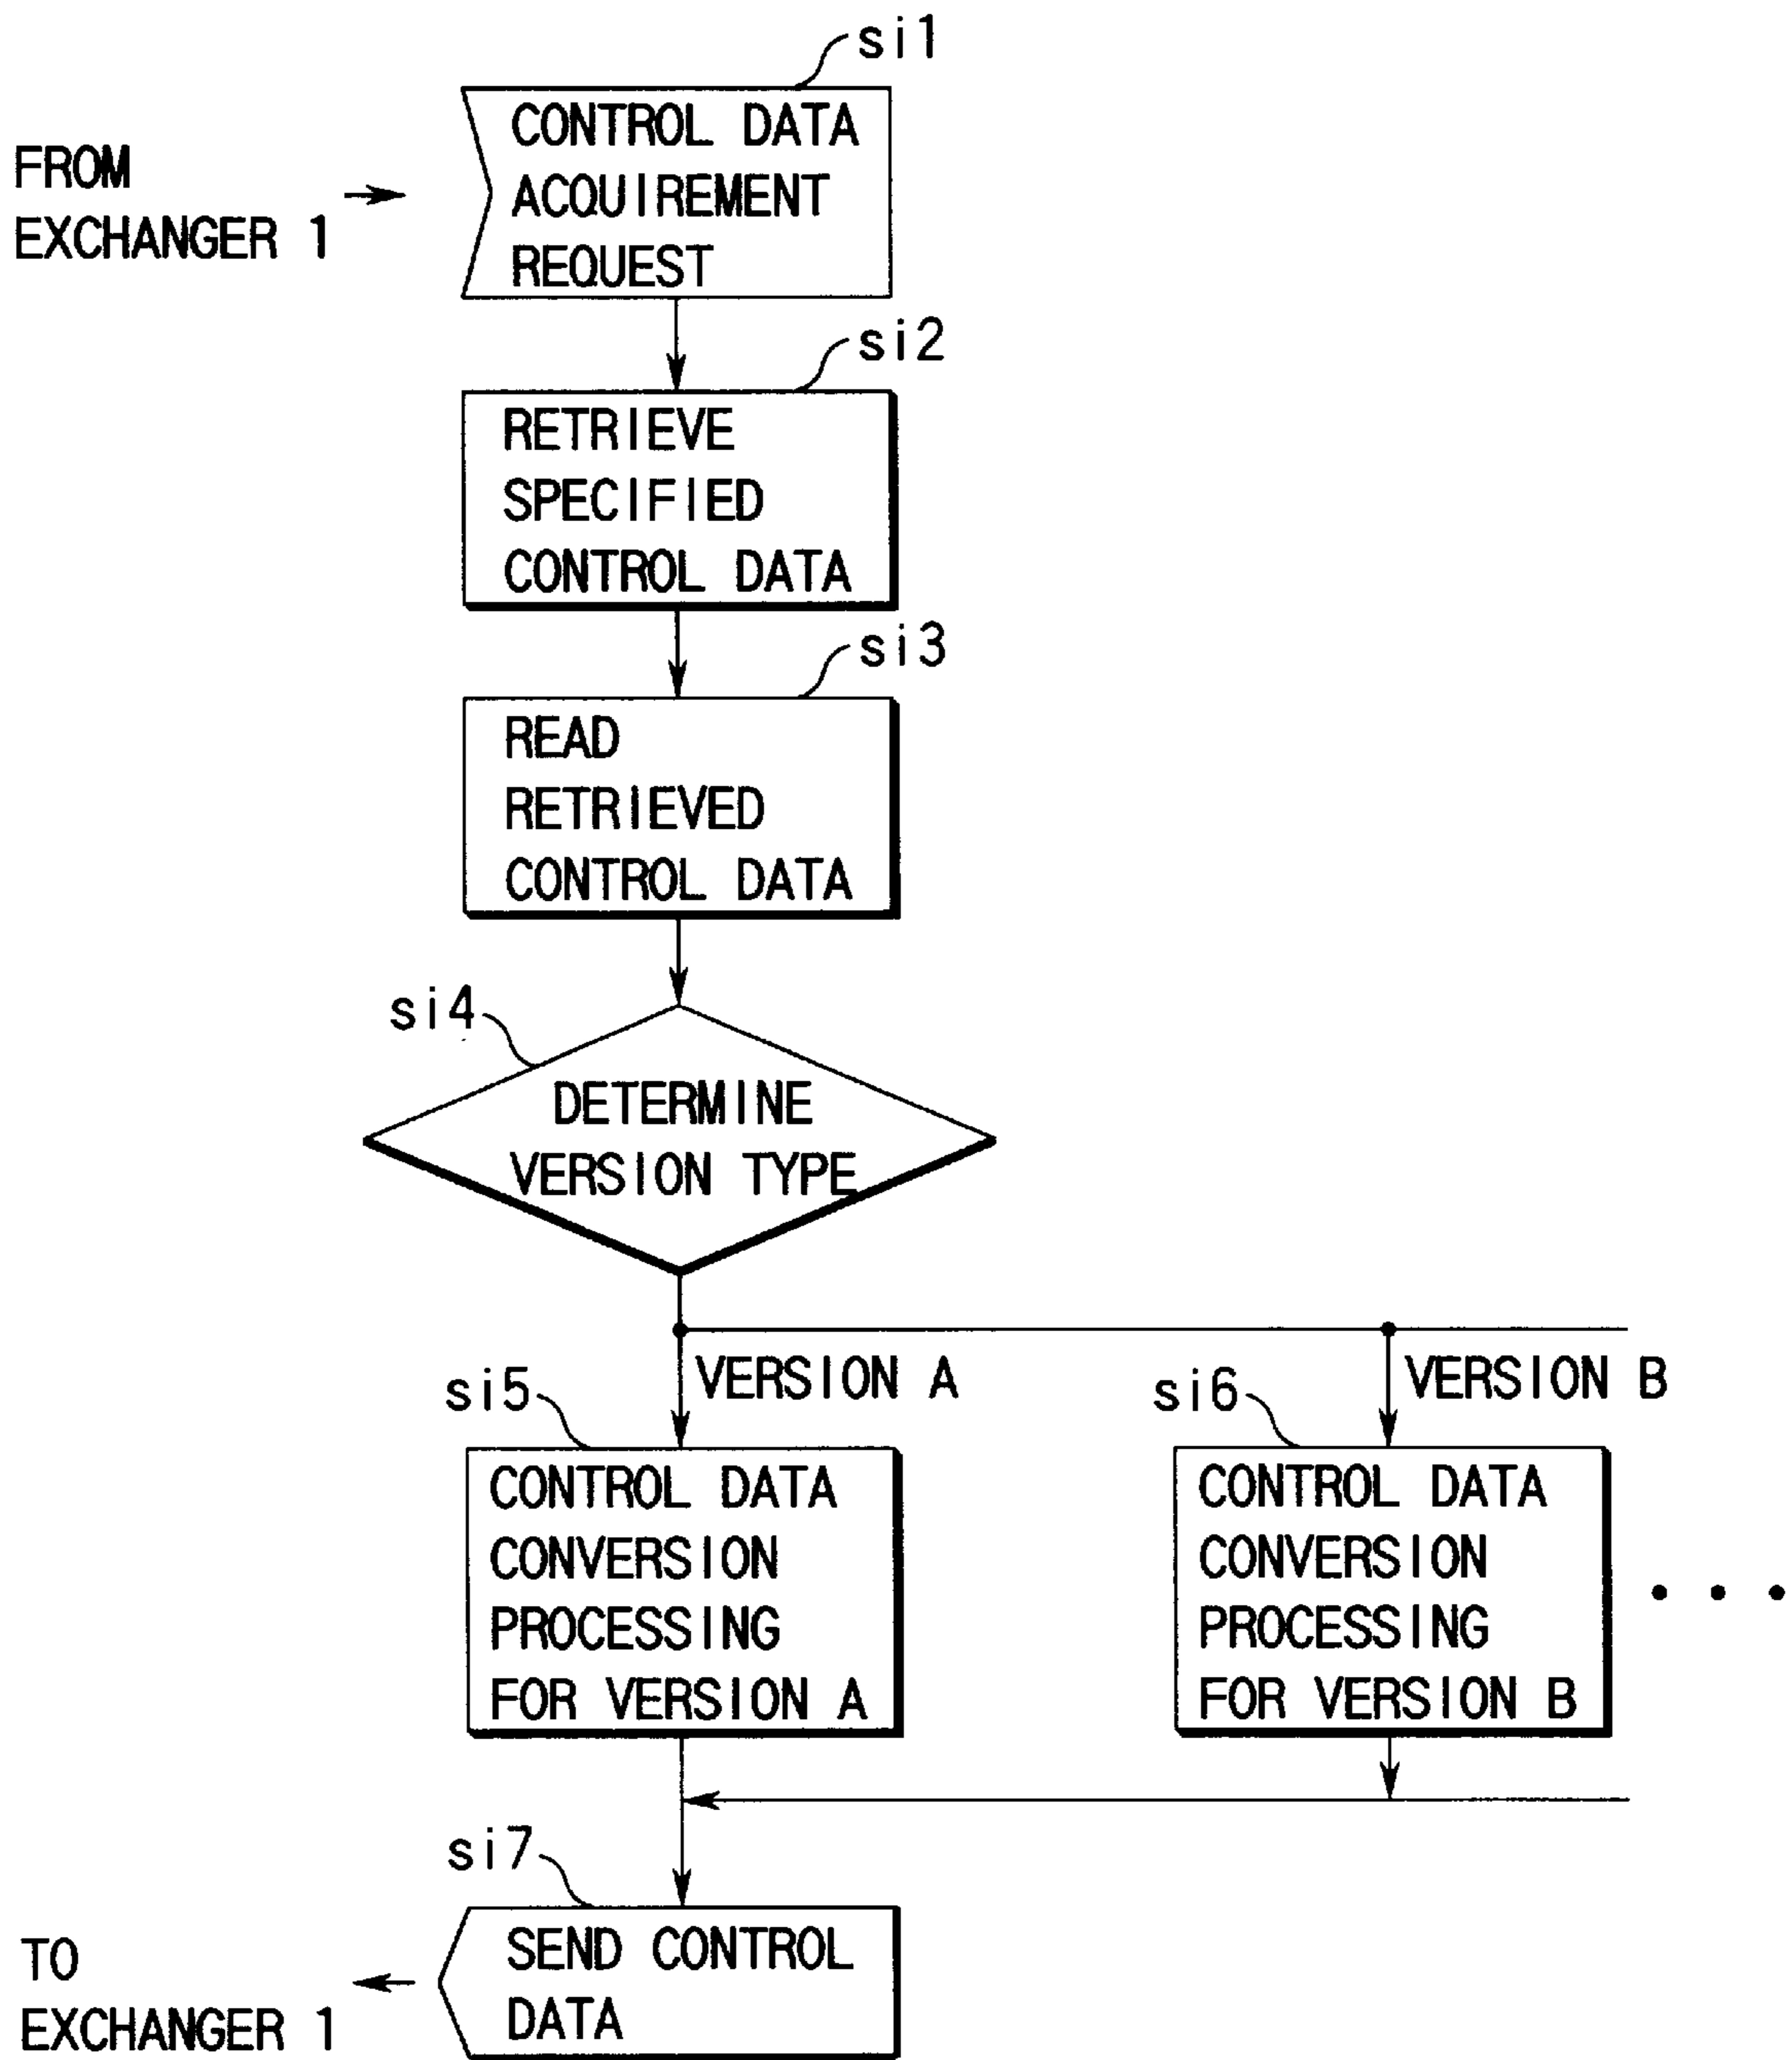 si1
FROM
EXCHANGER 1
CONTROL DATA
ACQUIREMENT
REQUEST
si2
RETRIEVE
SPECIFIED
CONTROL DATA
si3
READ
RETRIEVED
CONTROL DATA
si4
DETERMINE
VERSION TYPE
VERSION A
VERSION B
si5
CONTROL DATA
CONVERSION
PROCESSING
FOR VERSION A
si6
CONTROL DATA
CONVERSION
PROCESSING
FOR VERSION B
• • •
si7
SEND CONTROL
DATA
TO
EXCHANGER 1